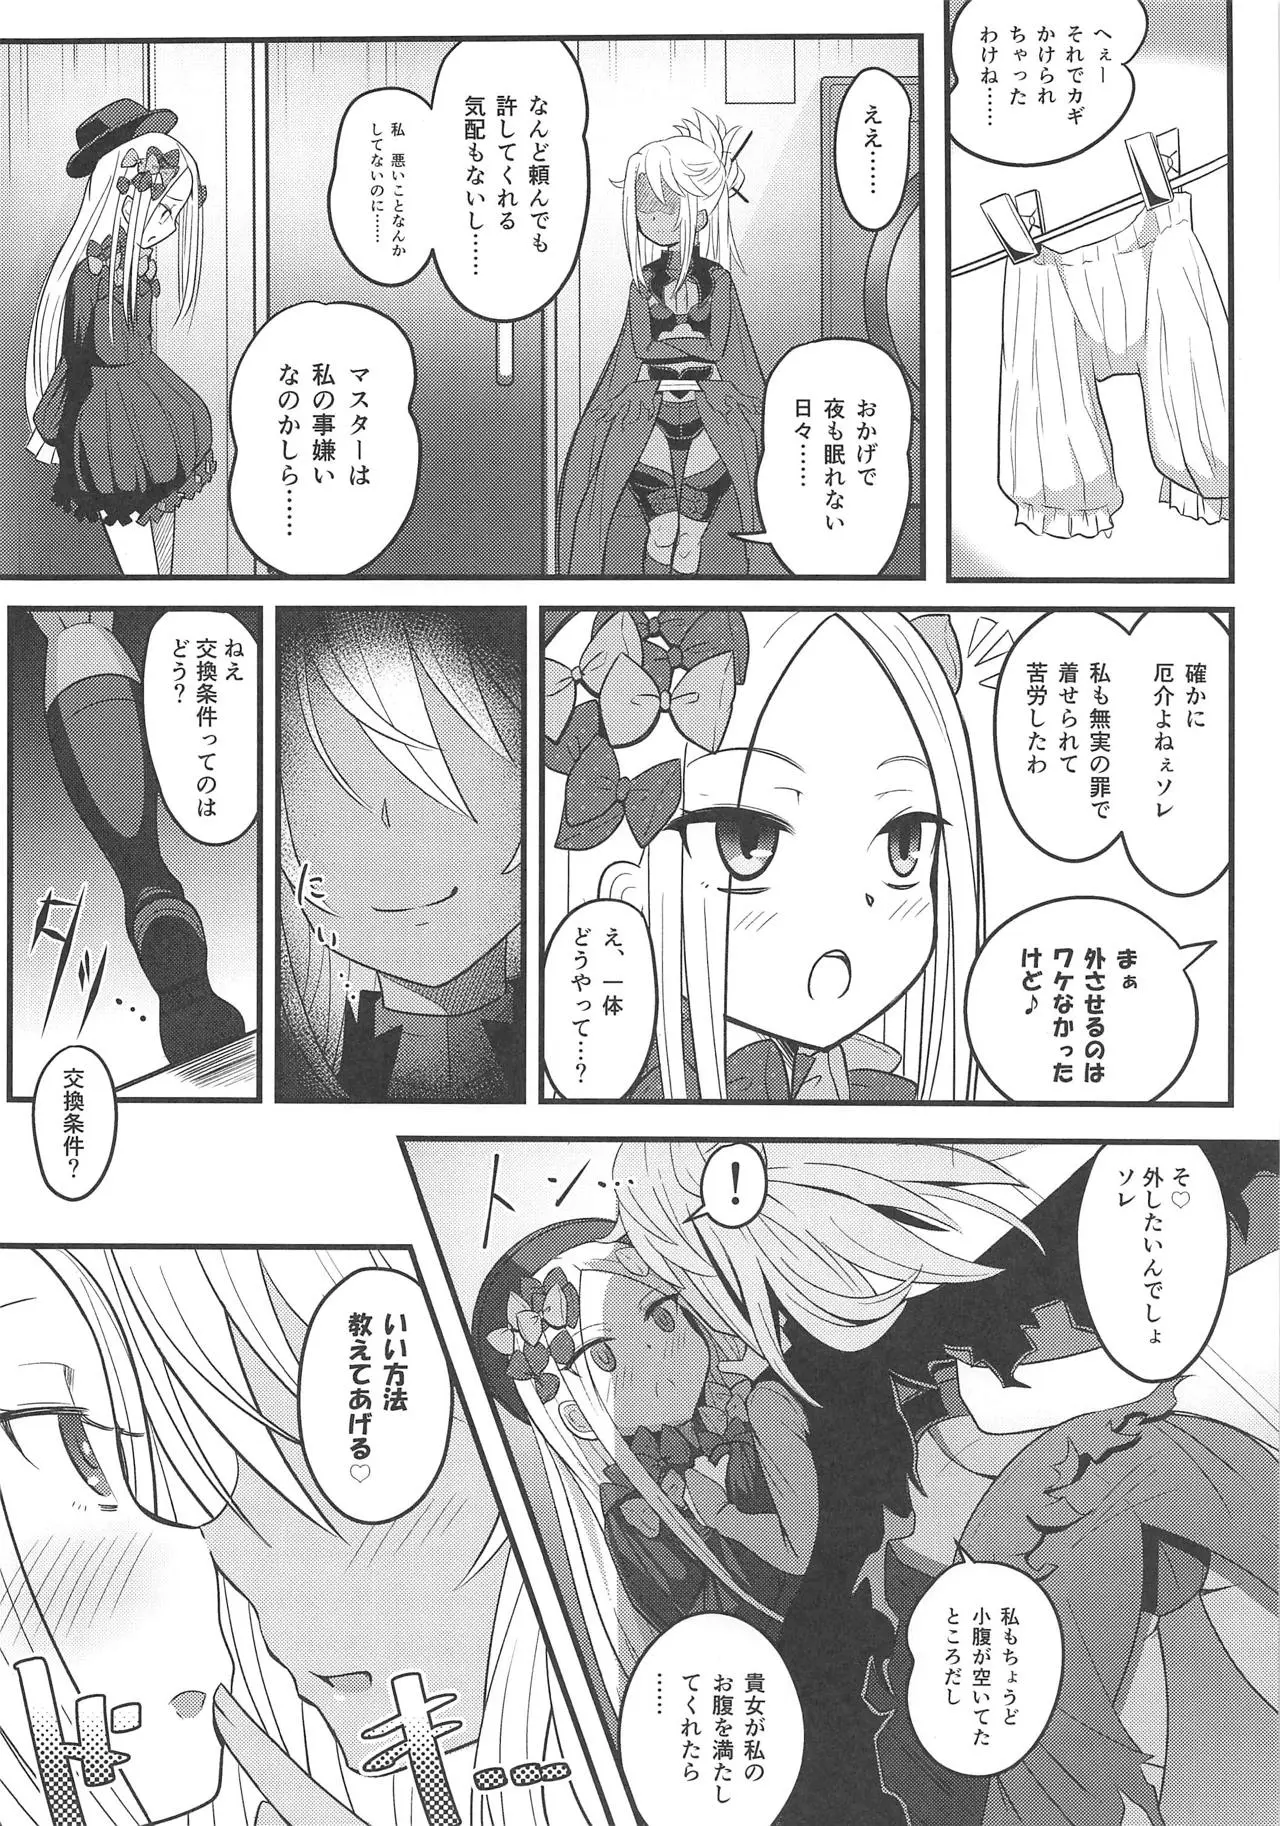 へぇー
それでカギ
かけられ
ちゃった
わけね……
ええ……
おかげで
夜も眠れない
日々……
なんど頼んでも
許してくれる
気配もないし……
私 悪いことなんか
してないのに……
マスターは
私の事嫌い
なのかしら……
確かに
厄介よねぇソレ
私も無実の罪で
着せられて
苦労したわ
まぁ
外させるのは
ワケなかった
けど♪
え、一体
どうやって…？
にいぃ…
ねえ
交換条件ってのは
どう？
ダッ…
交換条件？
そ♡
外したいんでしょ
ソレ
！
トン…
私もちょうど
小腹が空いてた
ところだし
貴女が私の
お腹を満たし
てくれたら
……
いい方法
教えてあげる♡
ドキ…